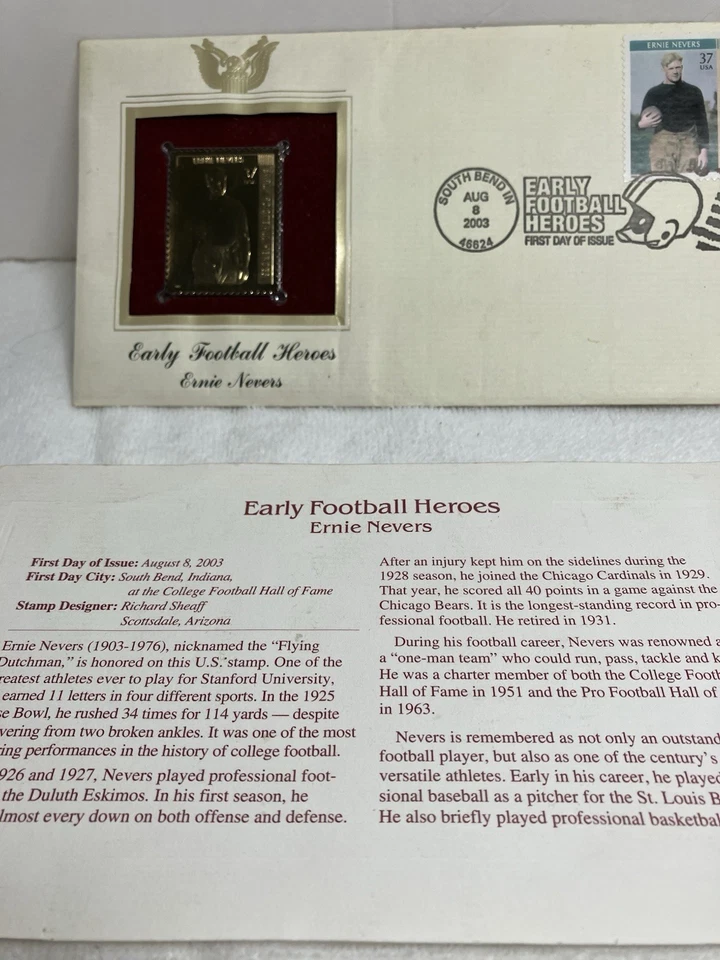 ERNIE NEVERS
37
USA
SOUTH BEND IN
AUG
8
2003
46624
EARLY
FOOTBALL
HEROES
FIRST DAY OF ISSUE
Early Football Heroes
Ernie Nevers
Early Football Heroes
Ernie Nevers
First Day of Issue: August 8, 2003
First Day City: South Bend, Indiana,
at the College Football Hall of Fame
Stamp Designer: Richard Sheaff
Scottsdale, Arizona
Ernie Nevers (1903-1976), nicknamed the “Flying
Dutchman,” is honored on this U.S. stamp. One of the
reatest athletes ever to play for Stanford University,
earned 11 letters in four different sports. In the 1925
se Bowl, he rushed 34 times for 114 yards — despite
vering from two broken ankles. It was one of the most
ring performances in the history of college football.
926 and 1927, Nevers played professional foot-
the Duluth Eskimos. In his first season, he
lmost every down on both offense and defense.
After an injury kept him on the sidelines during the
1928 season, he joined the Chicago Cardinals in 1929.
That year, he scored all 40 points in a game against the
Chicago Bears. It is the longest-standing record in pro-
fessional football. He retired in 1931.
During his football career, Nevers was renowned a
a “one-man team” who could run, pass, tackle and k
He was a charter member of both the College Foot
Hall of Fame in 1951 and the Pro Football Hall of
in 1963.
Nevers is remembered as not only an outstand
football player, but also as one of the century's
versatile athletes. Early in his career, he played
sional baseball as a pitcher for the St. Louis B
He also briefly played professional basketbal